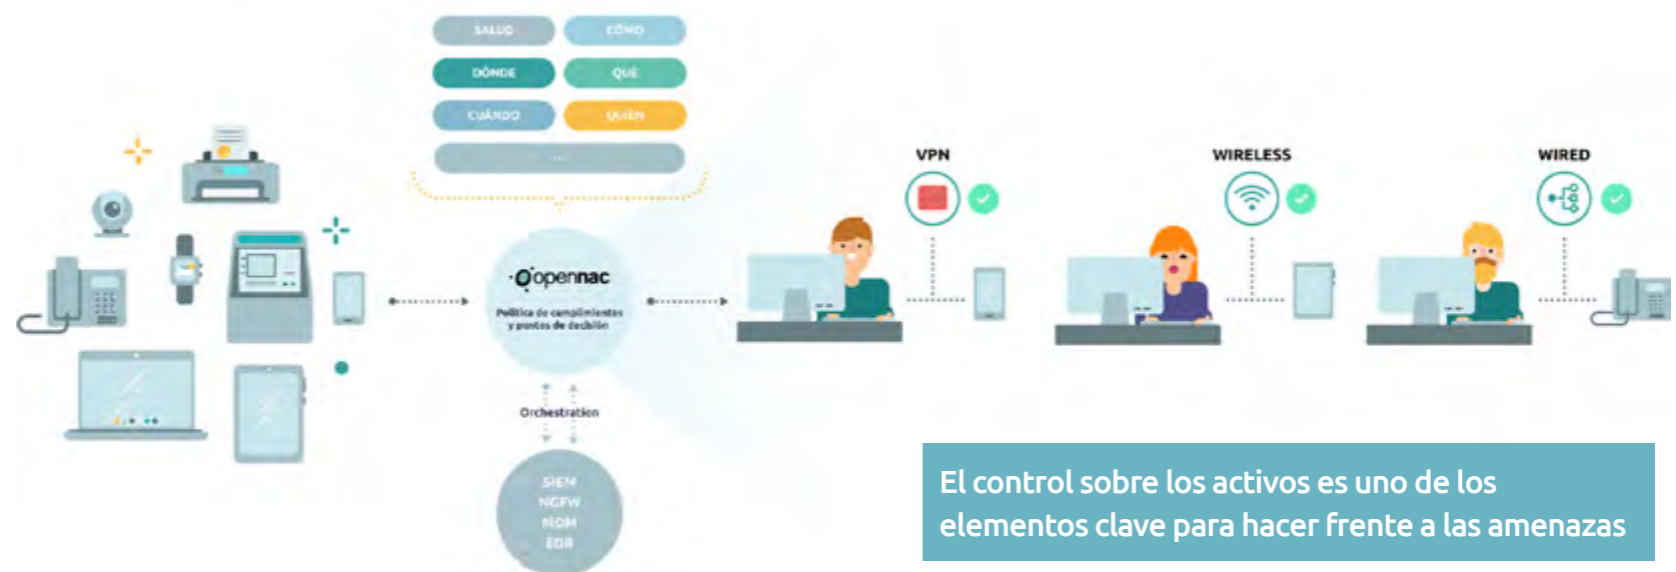 SALUD
CÓMO
DÓNDE
QUÉ
CUÁNDO
QUIÉN
...
VPN
WIRELESS
WIRED
opennac
Política de cumplimientos
y puntos de decisión
Orchestration
SIEM
NGFW
MDM
EDR
El control sobre los activos es uno de los
elementos clave para hacer frente a las amenazas